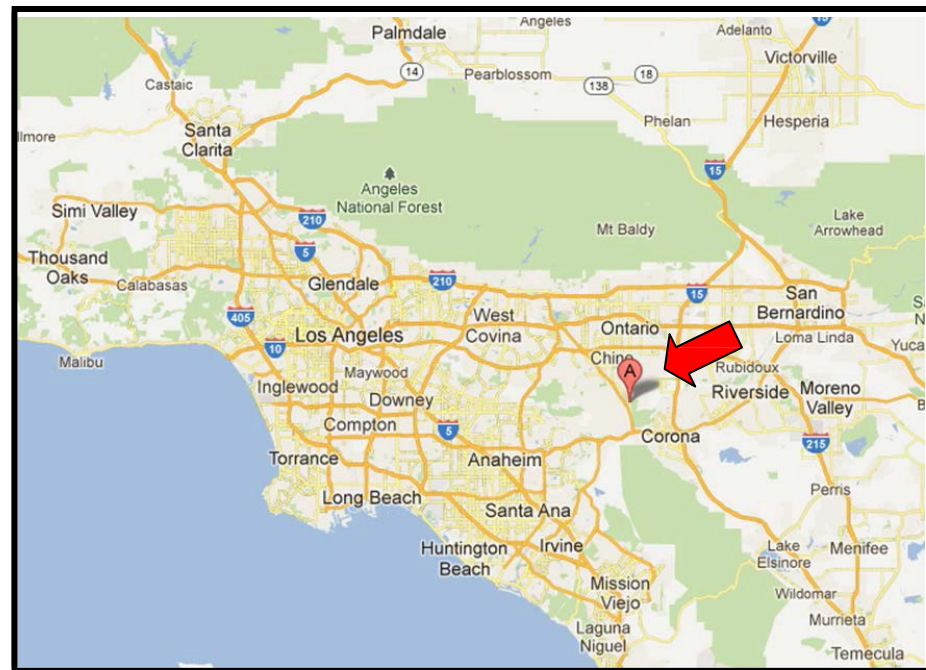 Palmdale
Angeles
15
Adelanto
Victorville
14
Pearblossom
138
18
Castaic
Phelan
Hesperia
llmore
Santa
Clarita
15
Angeles
National Forest
Simi Valley
210
Mt Baldy
Lake
Arrowhead
5
Thousand
Oaks
Calabasas
Glendale
210
15
San
Bernardino
405
West
Covina
Ontario
Los Angeles
Loma Linda
Yuca
10
Malibu
Maywood
Chino
A
Rubidoux
Inglewood
Downey
Riverside
Moreno
Valley
Compton
5
Corona
215
Torrance
Anaheim
Long Beach
Perris
Santa Ana
Huntington
Beach
Irvine
Lake
Elsinore
Menifee
Mission
Viejo
Wildomar
Laguna
Niguel
Murrieta
Temecula